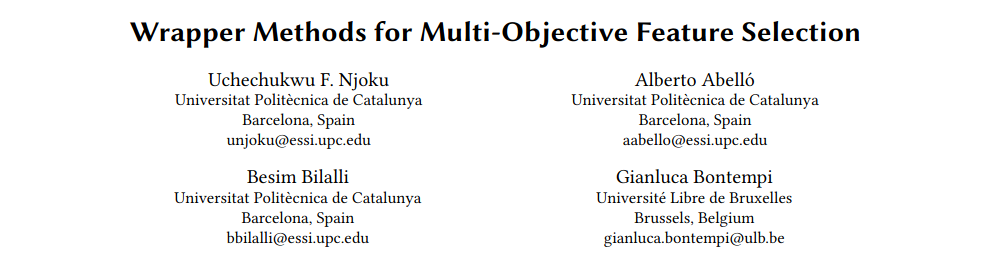 Wrapper Methods for Multi-Objective Feature Selection
Uchechukwu F. Njoku
Universitat Politècnica de Catalunya
Barcelona, Spain
unjoku@essi.upc.edu
Alberto Abelló
Universitat Politècnica de Catalunya
Barcelona, Spain
aabello@essi.upc.edu
Besim Bilalli
Universitat Politècnica de Catalunya
Barcelona, Spain
bbilalli@essi.upc.edu
Gianluca Bontempi
Université Libre de Bruxelles
Brussels, Belgium
gianluca.bontempi@ulb.be